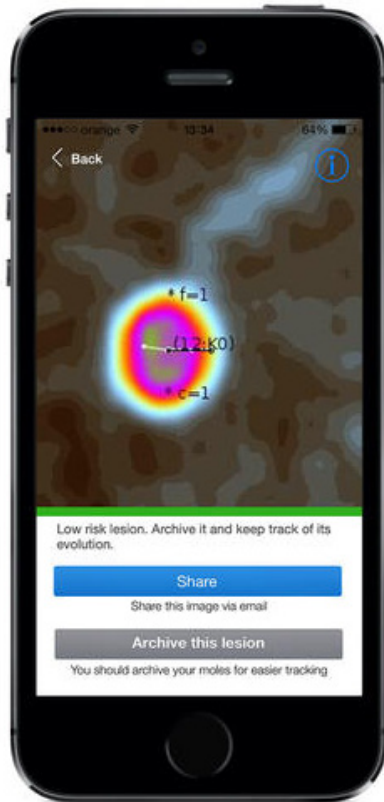 orange 13:34 64%
Back
i
* f=1
(12;K0)
* c=1
Low risk lesion. Archive it and keep track of its
evolution.
Share
Share this image via email
Archive this lesion
You should archive your moles for easier tracking